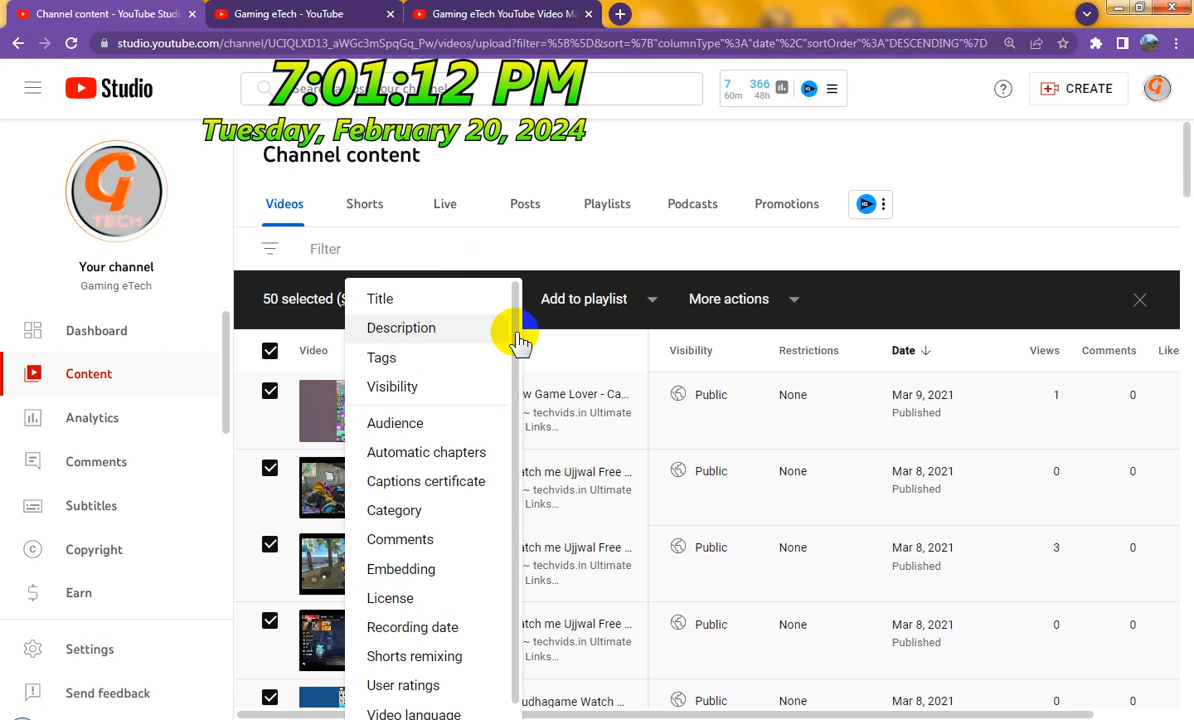 Channel content - YouTube Studi
Gaming eTech - YouTube
Gaming eTech YouTube Video Ma
studio.youtube.com/channel/UCIQLXD13_aWGc3mSpqGq_Pw/videos/upload?filter=%5B%5D&sort=%7B"columnType"%3A"date"%2C"sortOrder"%3A"DESCENDING"%7D
Studio
7:01:12 PM
Tuesday, February 20, 2024
7
60m
366
48h
CREATE
Channel content
Videos
Shorts
Live
Posts
Playlists
Podcasts
Promotions
Filter
TECH
Your channel
Gaming eTech
Dashboard
Content
Analytics
Comments
Subtitles
Copyright
Earn
Settings
Send feedback
50 selected
Add to playlist
More actions
Title
Description
Tags
Visibility
Audience
Automatic chapters
Captions certificate
Category
Comments
Embedding
License
Recording date
Shorts remixing
User ratings
Video language
Video
Visibility
Restrictions
Date
Views
Comments
Like
w Game Lover - Ca...
~ techvids.in Ultimate
Links...
Public
None
Mar 9, 2021
Published
1
0
atch me Ujjwal Free ...
~ techvids.in Ultimate
Links...
Public
None
Mar 8, 2021
Published
0
0
atch me Ujjwal Free ...
~ techvids.in Ultimate
Links...
Public
None
Mar 8, 2021
Published
3
0
atch me Ujjwal Free ...
~ techvids.in Ultimate
Links...
Public
None
Mar 8, 2021
Published
0
0
udhagame Watch ...
Public
None
Mar 8, 2021
0
0